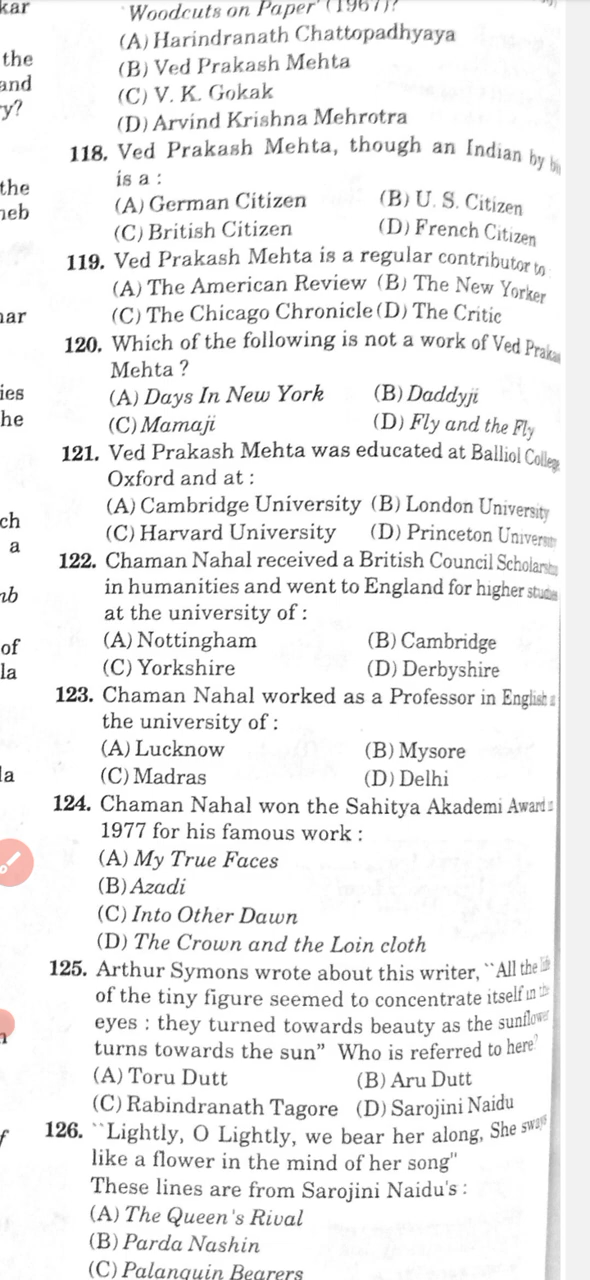 kar
the
and
y?
the
neb
nar
ies
he
ch
a
nb
of
la
la
f
Woodcuts on Paper' (1967)?
(A) Harindranath Chattopadhyaya
(B) Ved Prakash Mehta
(C) V. K. Gokak
(D) Arvind Krishna Mehrotra
118. Ved Prakash Mehta, though an Indian by
is a :
(A) German Citizen (B) U. S. Citizen
(C) British Citizen (D) French Citizen
119. Ved Prakash Mehta is a regular contributor to
(A) The American Review (B) The New Yorker
(C) The Chicago Chronicle (D) The Critic
120. Which of the following is not a work of Ved Praka
Mehta ?
(A) Days In New York (B) Daddyji
(C) Mamaji (D) Fly and the Fly
121. Ved Prakash Mehta was educated at Balliol College
Oxford and at :
(A) Cambridge University (B) London University
(C) Harvard University (D) Princeton Univers
122. Chaman Nahal received a British Council Scholars
in humanities and went to England for higher
at the university of :
(A) Nottingham (B) Cambridge
(C) Yorkshire (D) Derbyshire
123. Chaman Nahal worked as a Professor in English
the university of :
(A) Lucknow (B) Mysore
(C) Madras (D) Delhi
124. Chaman Nahal won the Sahitya Akademi Award
1977 for his famous work :
(A) My True Faces
(B) Azadi
(C) Into Other Dawn
(D) The Crown and the Loin cloth
125. Arthur Symons wrote about this writer, ``All the
of the tiny figure seemed to concentrate itself in the
eyes : they turned towards beauty as the sunflower
turns towards the sun” Who is referred to here?
(A) Toru Dutt (B) Aru Dutt
(C) Rabindranath Tagore (D) Sarojini Naidu
126. ``Lightly, O Lightly, we bear her along, She sways
like a flower in the mind of her song"
These lines are from Sarojini Naidu's :
(A) The Queen's Rival
(B) Parda Nashin
(C) Palanquin Bearers